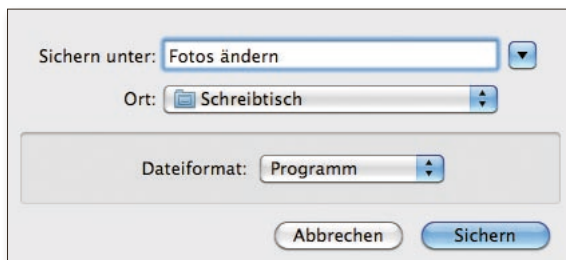 Sichern unter: Fotos ändern
Ort: Schreibtisch
Dateiformat: Programm
Abbrechen Sichern